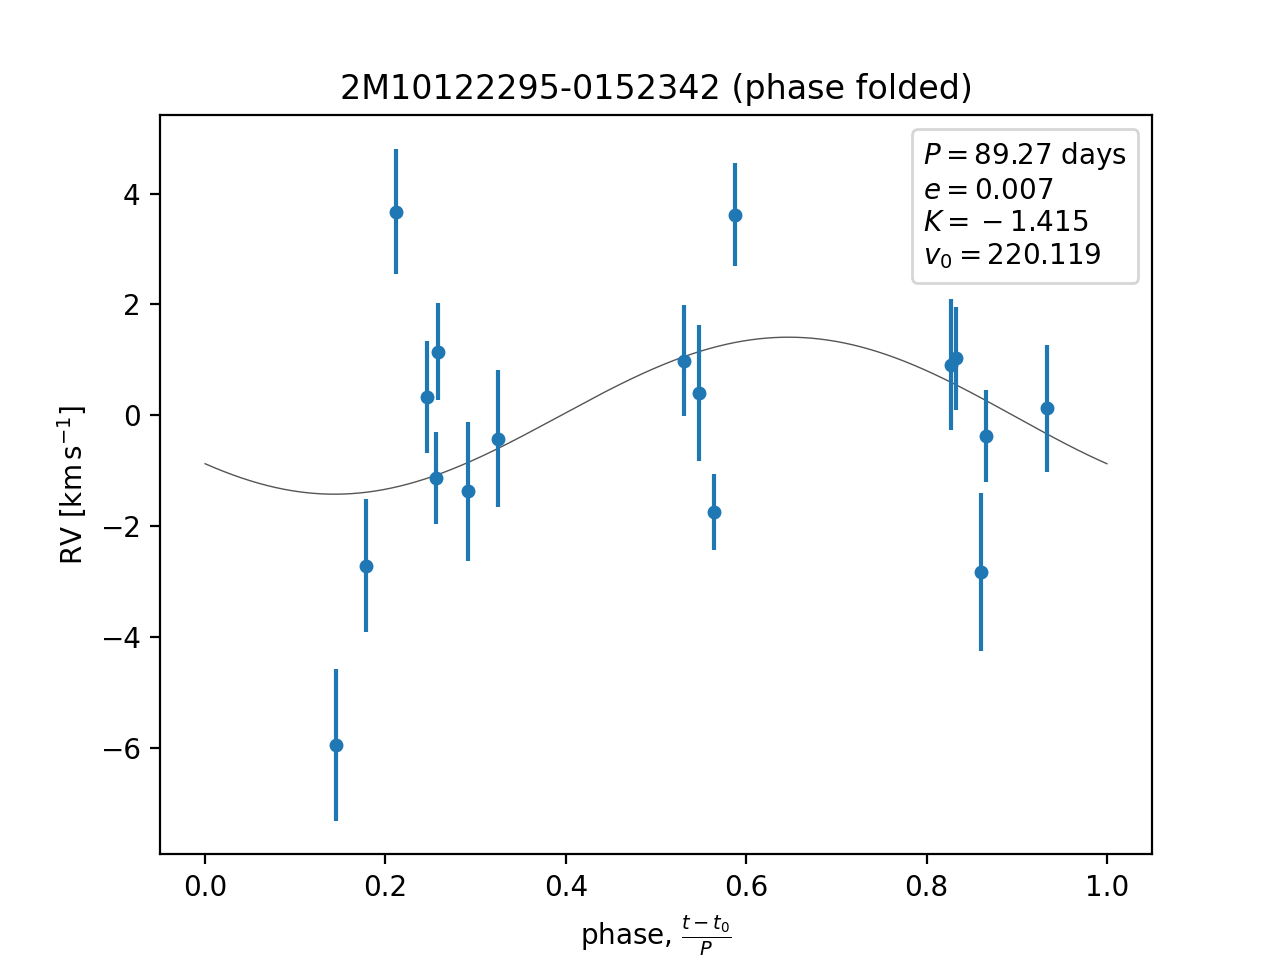 2M10122295-0152342 (phase folded)
P = 89.27 days
e = 0.007
K = −1.415
v₀ = 220.119
4
2
0
−2
−4
−6
RV [km s⁻¹]
0.0 0.2 0.4 0.6 0.8 1.0
phase, (t − t₀)/P